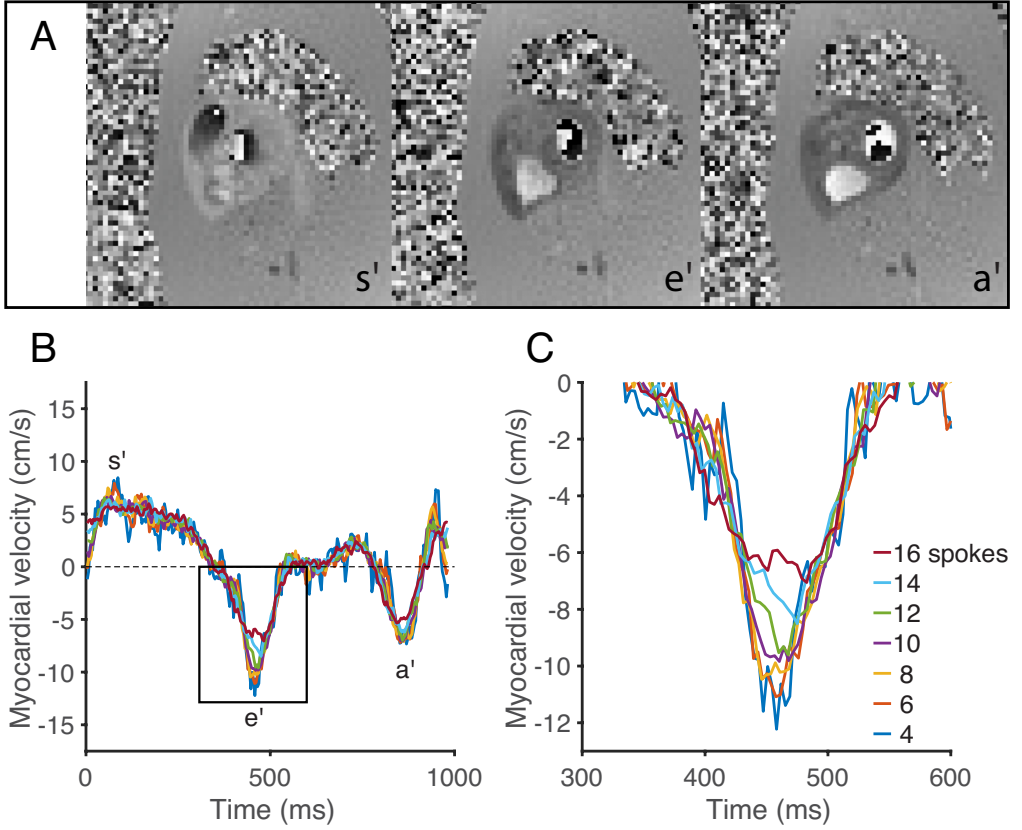 A
s' e' a'
B
Myocardial velocity (cm/s)
15
10
5
0
-5
-10
-15
s'
e'
a'
0 500 1000
Time (ms)
C
Myocardial velocity (cm/s)
0
-2
-4
-6
-8
-10
-12
16 spokes
14
12
10
8
6
4
300 400 500 600
Time (ms)